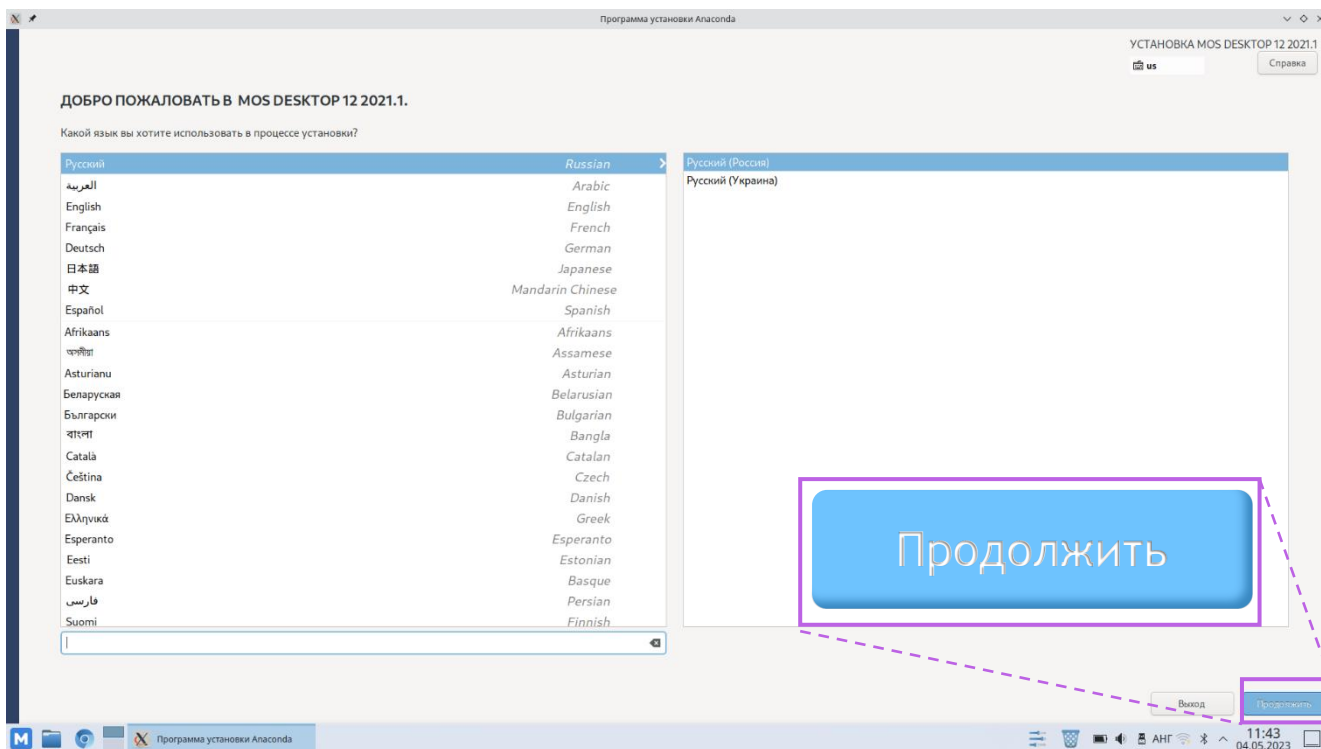 Программа установки Anaconda
УСТАНОВКА MOS DESKTOP 12 2021.1
us
Справка
ДОБРО ПОЖАЛОВАТЬ В MOS DESKTOP 12 2021.1.
Какой язык вы хотите использовать в процессе установки?
Русский Russian
العربية Arabic
English English
Français French
Deutsch German
日本語 Japanese
中文 Mandarin Chinese
Español Spanish
Afrikaans Afrikaans
অসমীয়া Assamese
Asturianu Asturian
Беларуская Belarusian
Български Bulgarian
বাংলা Bangla
Català Catalan
Čeština Czech
Dansk Danish
Ελληνικά Greek
Esperanto Esperanto
Eesti Estonian
Euskara Basque
فارسی Persian
Suomi Finnish
Русский (Россия)
Русский (Украина)
Продолжить
Выход
Продолжить
M
Программа установки Anaconda
АНГ
11:43
04.05.2023